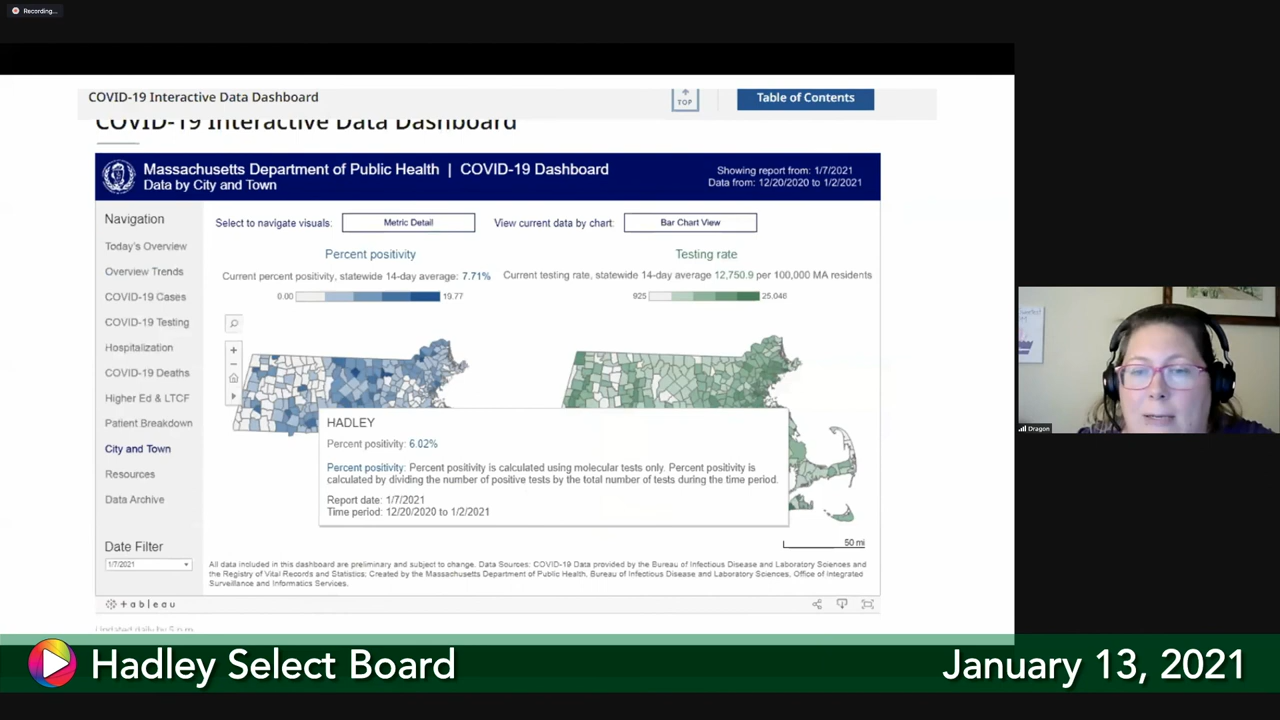 Recording...
COVID-19 Interactive Data Dashboard
TOP
Table of Contents
COVID-19 Interactive Data Dashboard
Massachusetts Department of Public Health | COVID-19 Dashboard
Data by City and Town
Showing report from: 1/7/2021
Data from: 12/20/2020 to 1/2/2021
Navigation
Today's Overview
Overview Trends
COVID-19 Cases
COVID-19 Testing
Hospitalization
COVID-19 Deaths
Higher Ed & LTCF
Patient Breakdown
City and Town
Resources
Data Archive
Date Filter
1/7/2021
Select to navigate visuals:
Metric Detail
View current data by chart:
Bar Chart View
Percent positivity
Current percent positivity, statewide 14-day average: 7.71%
0.00
19.77
Testing rate
Current testing rate, statewide 14-day average 12,750.9 per 100,000 MA residents
925
25,046
HADLEY
Percent positivity: 6.02%
Percent positivity: Percent positivity is calculated using molecular tests only. Percent positivity is
calculated by dividing the number of positive tests by the total number of tests during the time period.
Report date: 1/7/2021
Time period: 12/20/2020 to 1/2/2021
50 mi
All data included in this dashboard are preliminary and subject to change. Data Sources: COVID-19 Data provided by the Bureau of Infectious Disease and Laboratory Sciences and
the Registry of Vital Records and Statistics; Created by the Massachusetts Department of Public Health, Bureau of Infectious Disease and Laboratory Sciences, Office of Integrated
Surveillance and Informatics Services.
+ableau
Updated daily by 5 p.m.
Dragon
Hadley Select Board
January 13, 2021